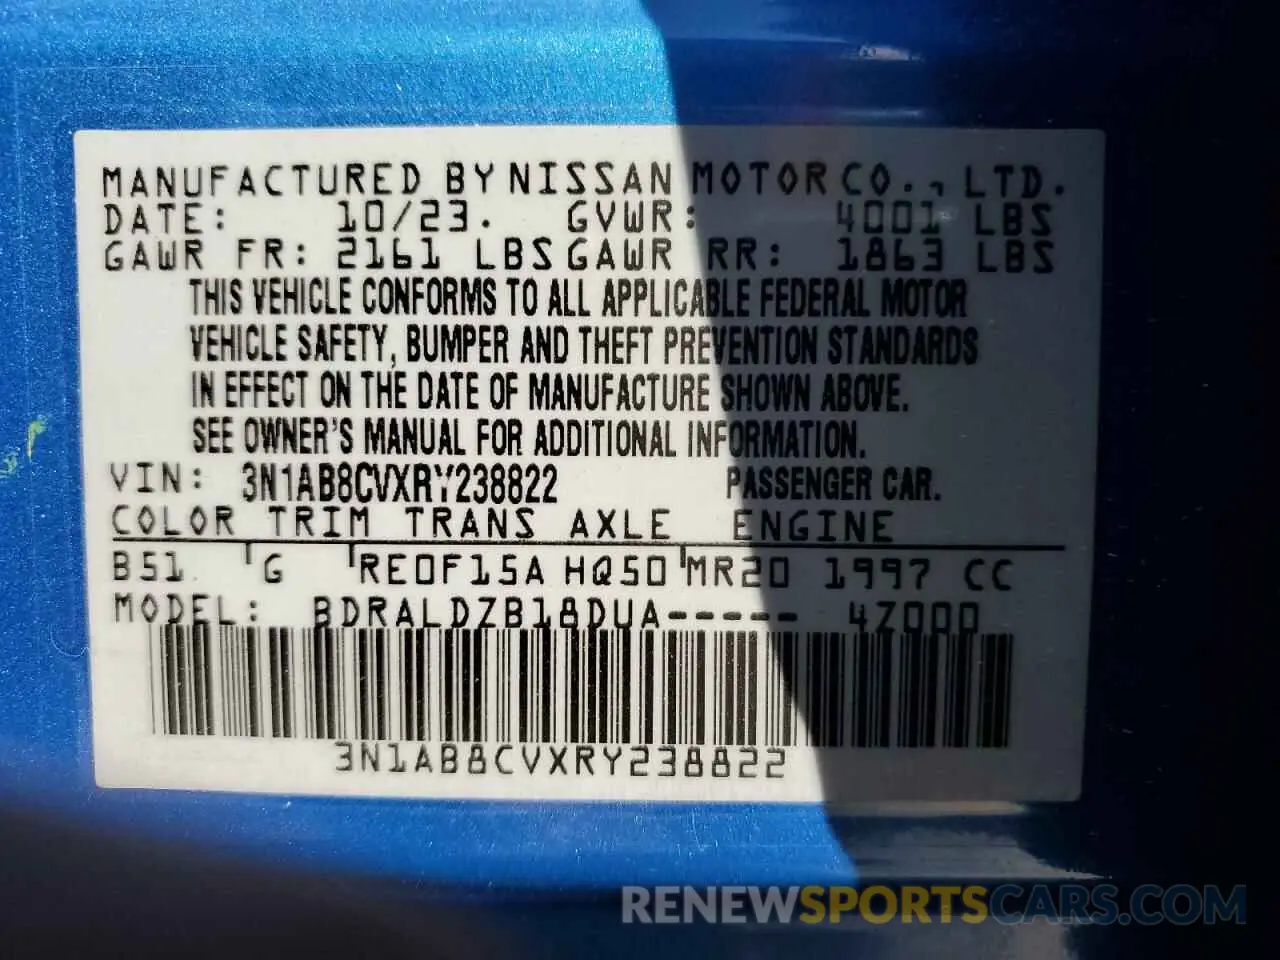 MANUFACTURED BY NISSAN MOTOR CO., LTD.
DATE: 10/23. GVWR: 4001 LBS
GAWR FR: 2161 LBS GAWR RR: 1863 LBS
THIS VEHICLE CONFORMS TO ALL APPLICABLE FEDERAL MOTOR
VEHICLE SAFETY, BUMPER AND THEFT PREVENTION STANDARDS
IN EFFECT ON THE DATE OF MANUFACTURE SHOWN ABOVE.
SEE OWNER'S MANUAL FOR ADDITIONAL INFORMATION.
VIN: 3N1AB8CVXRY238822 PASSENGER CAR.
COLOR TRIM TRANS AXLE ENGINE
B51 G RE0F15A HQ50 MR20 1997 CC
MODEL: BDRALDZB18DUA----- 4Z000
3N1AB8CVXRY238822
RENEWSPORTSCARS.COM